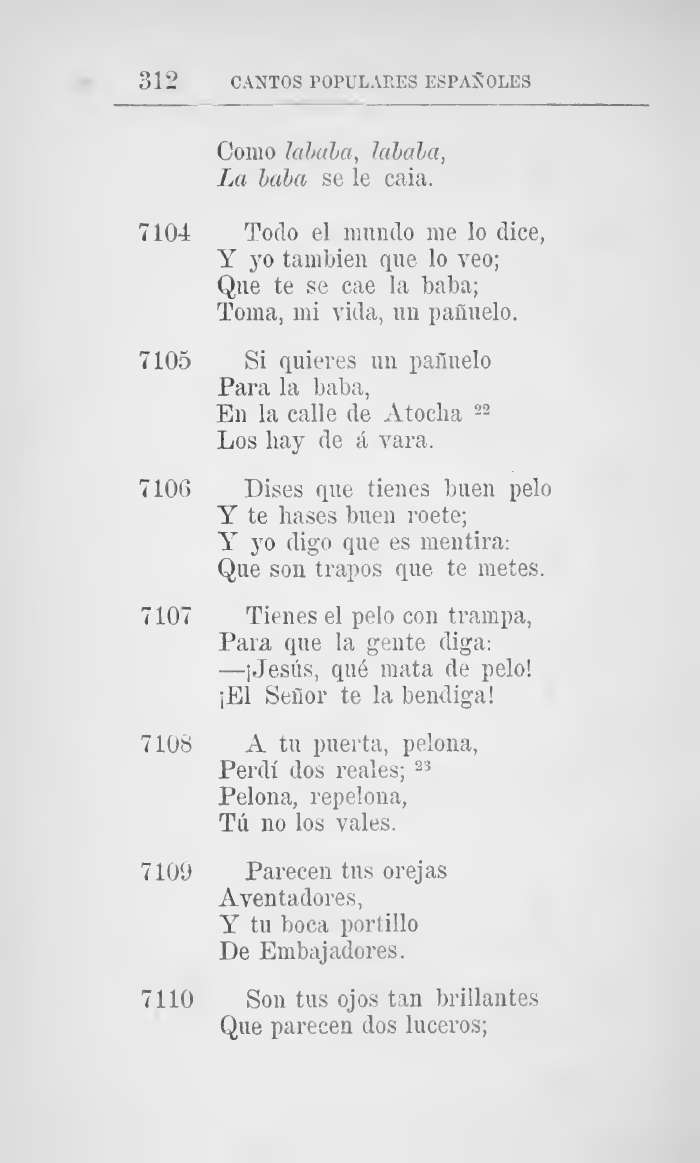 312 CANTOS POPULARES ESPAÑOLES
Como lababa, lababa,
La baba se le caia.
7104 Todo el mundo me lo dice,
Y yo tambien que lo veo;
Que te se cae la baba;
Toma, mi vida, un pañuelo.
7105 Si quieres un pañuelo
Para la baba,
En la calle de Atocha 22
Los hay de á vara.
7106 Dises que tienes buen pelo
Y te hases buen roete;
Y yo digo que es mentira:
Que son trapos que te metes.
7107 Tienes el pelo con trampa,
Para que la gente diga:
—¡Jesús, qué mata de pelo!
¡El Señor te la bendiga!
7108 A tu puerta, pelona,
Perdí dos reales; 23
Pelona, repelona,
Tú no los vales.
7109 Parecen tus orejas
Aventadores,
Y tu boca portillo
De Embajadores.
7110 Son tus ojos tan brillantes
Que parecen dos luceros;